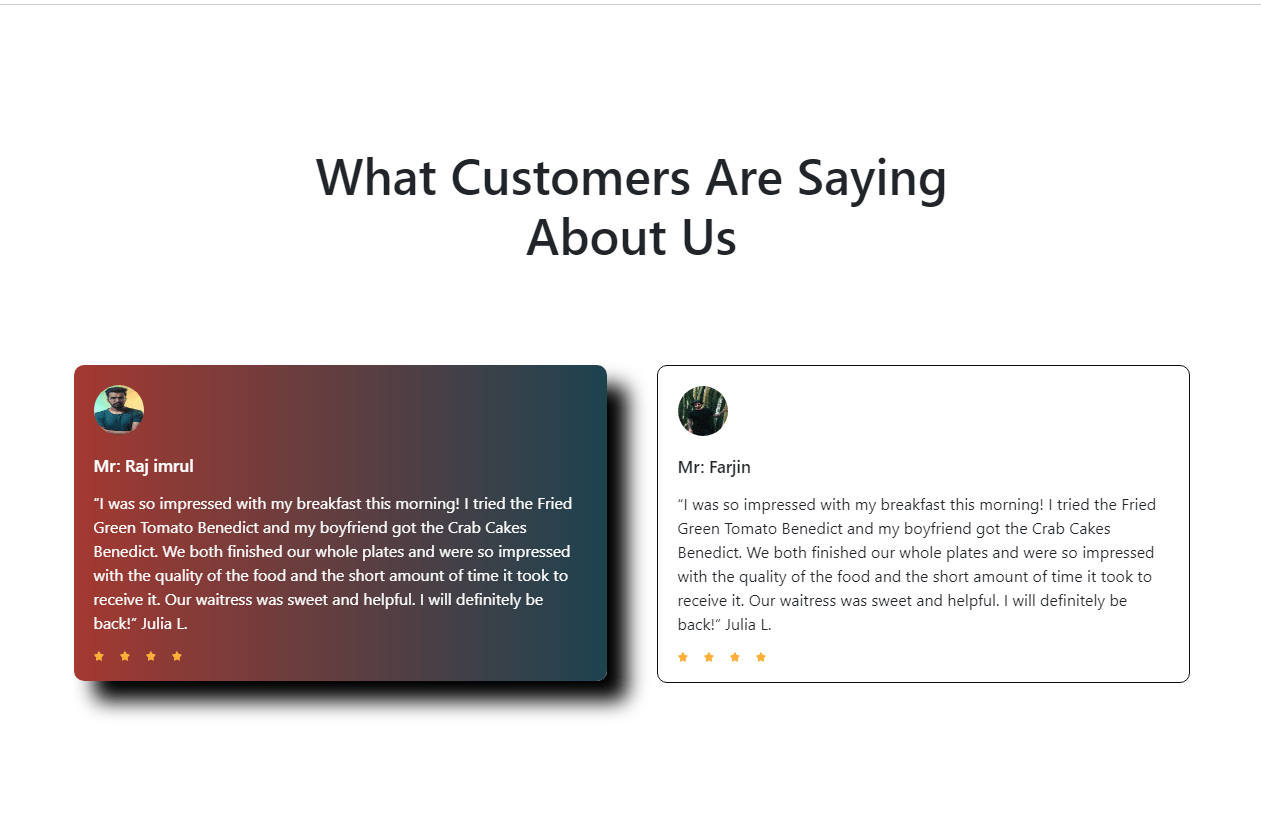 What Customers Are Saying
About Us
Mr: Raj imrul
“I was so impressed with my breakfast this morning! I tried the Fried
Green Tomato Benedict and my boyfriend got the Crab Cakes
Benedict. We both finished our whole plates and were so impressed
with the quality of the food and the short amount of time it took to
receive it. Our waitress was sweet and helpful. I will definitely be
back!” Julia L.
Mr: Farjin
“I was so impressed with my breakfast this morning! I tried the Fried
Green Tomato Benedict and my boyfriend got the Crab Cakes
Benedict. We both finished our whole plates and were so impressed
with the quality of the food and the short amount of time it took to
receive it. Our waitress was sweet and helpful. I will definitely be
back!” Julia L.